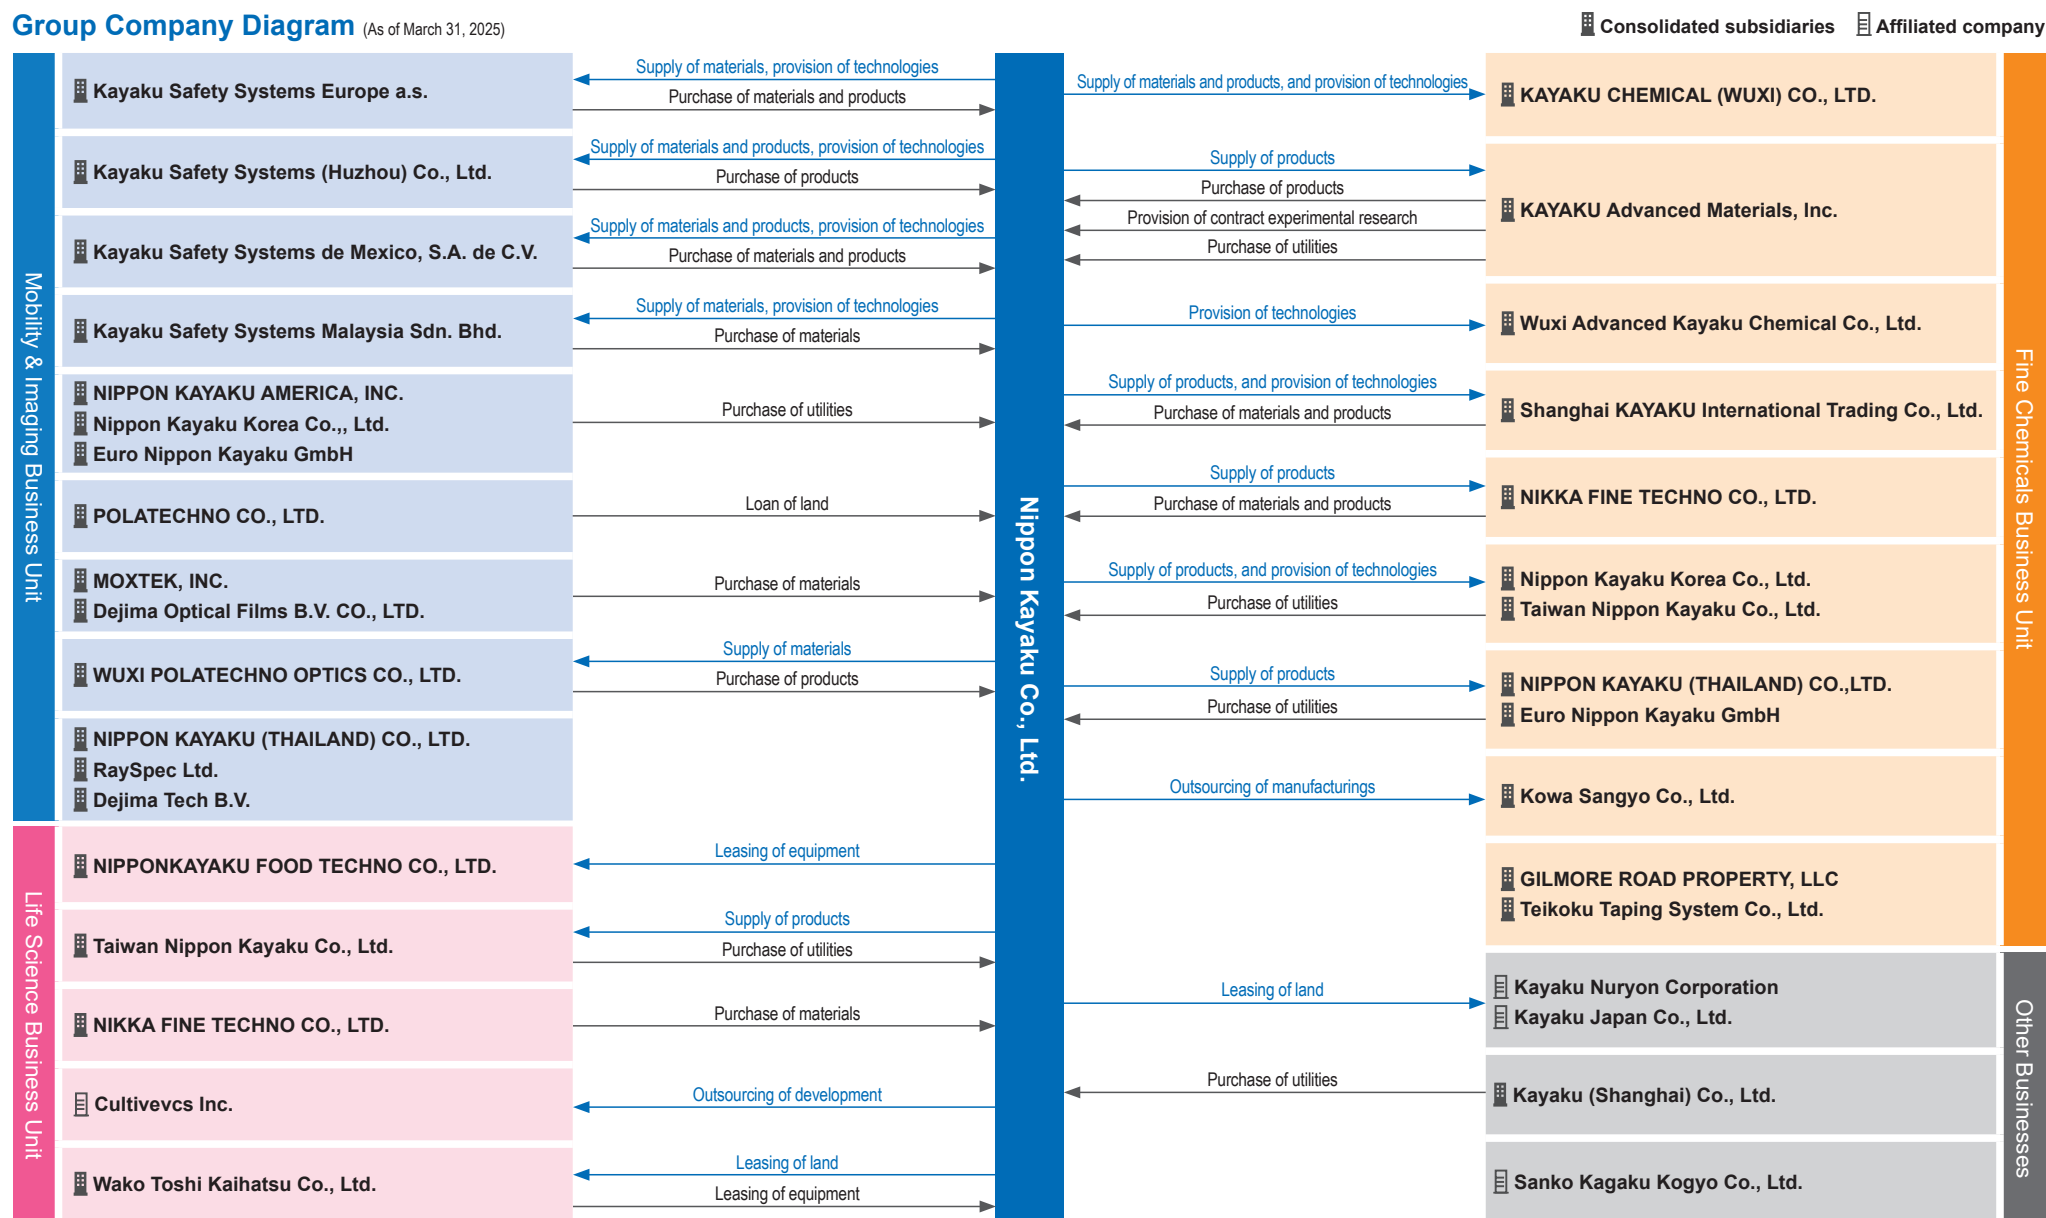 Group Company Diagram (As of March 31, 2025)
Consolidated subsidiaries
Affiliated company
Mobility & Imaging Business Unit
Kayaku Safety Systems Europe a.s.
Supply of materials, provision of technologies
Purchase of materials and products
Kayaku Safety Systems (Huzhou) Co., Ltd.
Supply of materials and products, provision of technologies
Purchase of products
Kayaku Safety Systems de Mexico, S.A. de C.V.
Supply of materials and products, provision of technologies
Purchase of materials and products
Kayaku Safety Systems Malaysia Sdn. Bhd.
Supply of materials, provision of technologies
Purchase of materials
NIPPON KAYAKU AMERICA, INC.
Nippon Kayaku Korea Co.,, Ltd.
Euro Nippon Kayaku GmbH
Purchase of utilities
POLATECHNO CO., LTD.
Loan of land
MOXTEK, INC.
Dejima Optical Films B.V. CO., LTD.
Purchase of materials
WUXI POLATECHNO OPTICS CO., LTD.
Supply of materials
Purchase of products
NIPPON KAYAKU (THAILAND) CO., LTD.
RaySpec Ltd.
Dejima Tech B.V.
Life Science Business Unit
NIPPONKAYAKU FOOD TECHNO CO., LTD.
Leasing of equipment
Taiwan Nippon Kayaku Co., Ltd.
Supply of products
Purchase of utilities
NIKKA FINE TECHNO CO., LTD.
Purchase of materials
Cultivevcs Inc.
Outsourcing of development
Wako Toshi Kaihatsu Co., Ltd.
Leasing of land
Leasing of equipment
Nippon Kayaku Co., Ltd.
Supply of materials and products, and provision of technologies
KAYAKU CHEMICAL (WUXI) CO., LTD.
Supply of products
Purchase of products
Provision of contract experimental research
Purchase of utilities
KAYAKU Advanced Materials, Inc.
Provision of technologies
Wuxi Advanced Kayaku Chemical Co., Ltd.
Supply of products, and provision of technologies
Purchase of materials and products
Shanghai KAYAKU International Trading Co., Ltd.
Supply of products
Purchase of materials and products
NIKKA FINE TECHNO CO., LTD.
Supply of products, and provision of technologies
Purchase of utilities
Nippon Kayaku Korea Co., Ltd.
Taiwan Nippon Kayaku Co., Ltd.
Supply of products
Purchase of utilities
NIPPON KAYAKU (THAILAND) CO.,LTD.
Euro Nippon Kayaku GmbH
Outsourcing of manufacturings
Kowa Sangyo Co., Ltd.
GILMORE ROAD PROPERTY, LLC
Teikoku Taping System Co., Ltd.
Fine Chemicals Business Unit
Leasing of land
Kayaku Nuryon Corporation
Kayaku Japan Co., Ltd.
Purchase of utilities
Kayaku (Shanghai) Co., Ltd.
Sanko Kagaku Kogyo Co., Ltd.
Other Businesses